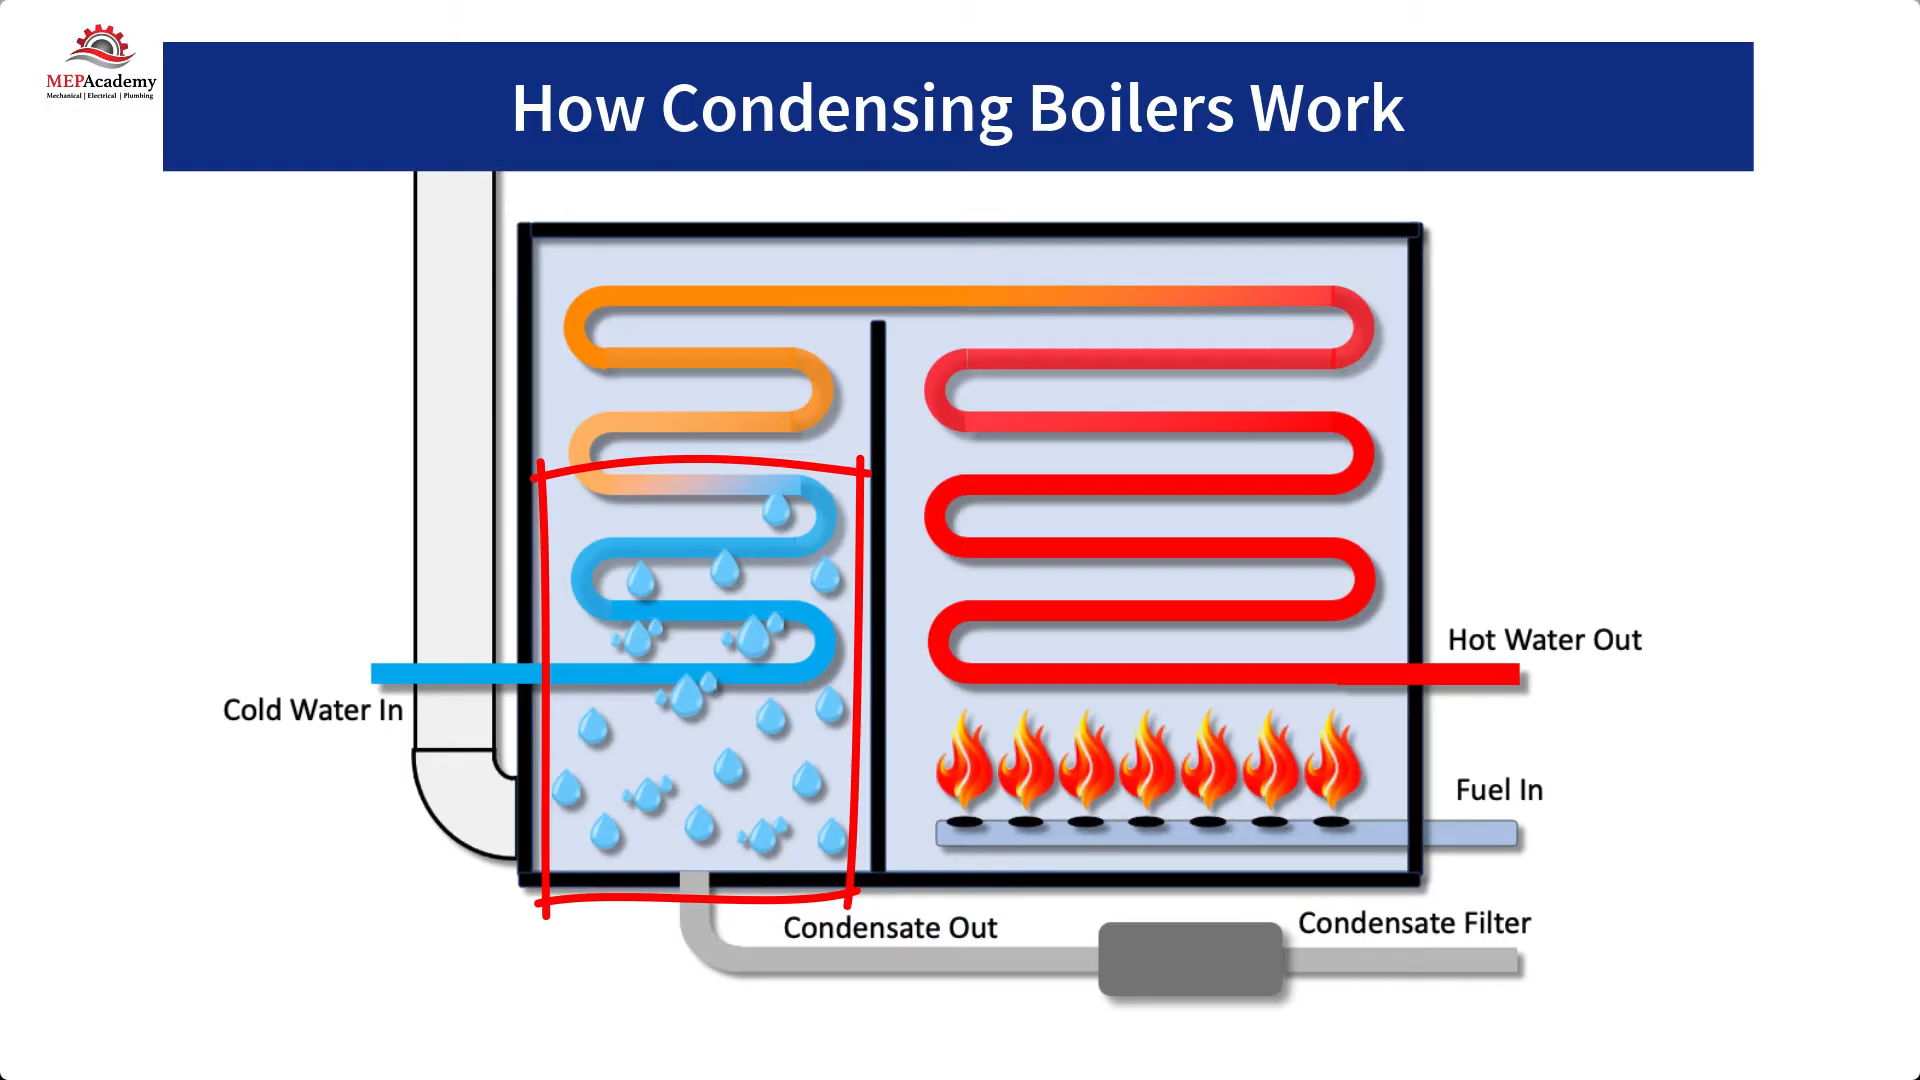 MEPAcademy
Mechanical | Electrical | Plumbing
How Condensing Boilers Work
Hot Water Out
Cold Water In
Fuel In
Condensate Out
Condensate Filter